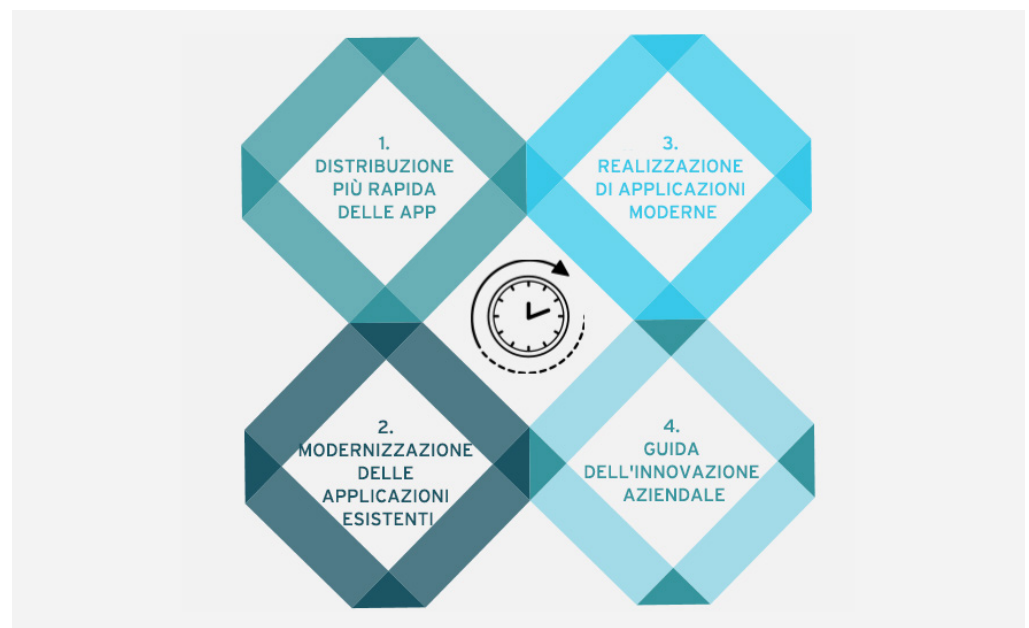 1.
DISTRIBUZIONE
PIÙ RAPIDA
DELLE APP
2.
MODERNIZZAZIONE
DELLE
APPLICAZIONI
ESISTENTI
3.
REALIZZAZIONE
DI APPLICAZIONI
MODERNE
4.
GUIDA
DELL'INNOVAZIONE
AZIENDALE